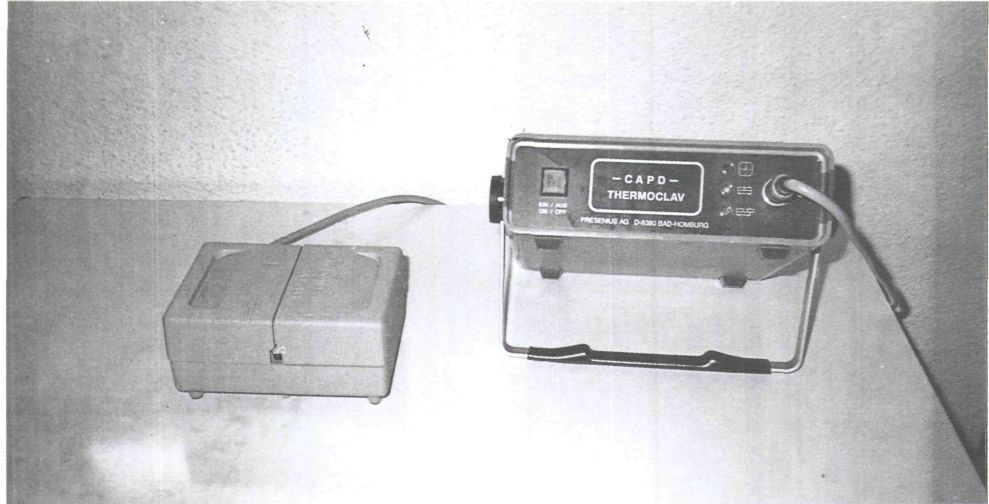 — C A P D —
THERMOCLAV
EIN / AUS
ON / OFF
FRESENIUS AG D-6380 BAD-HOMBURG